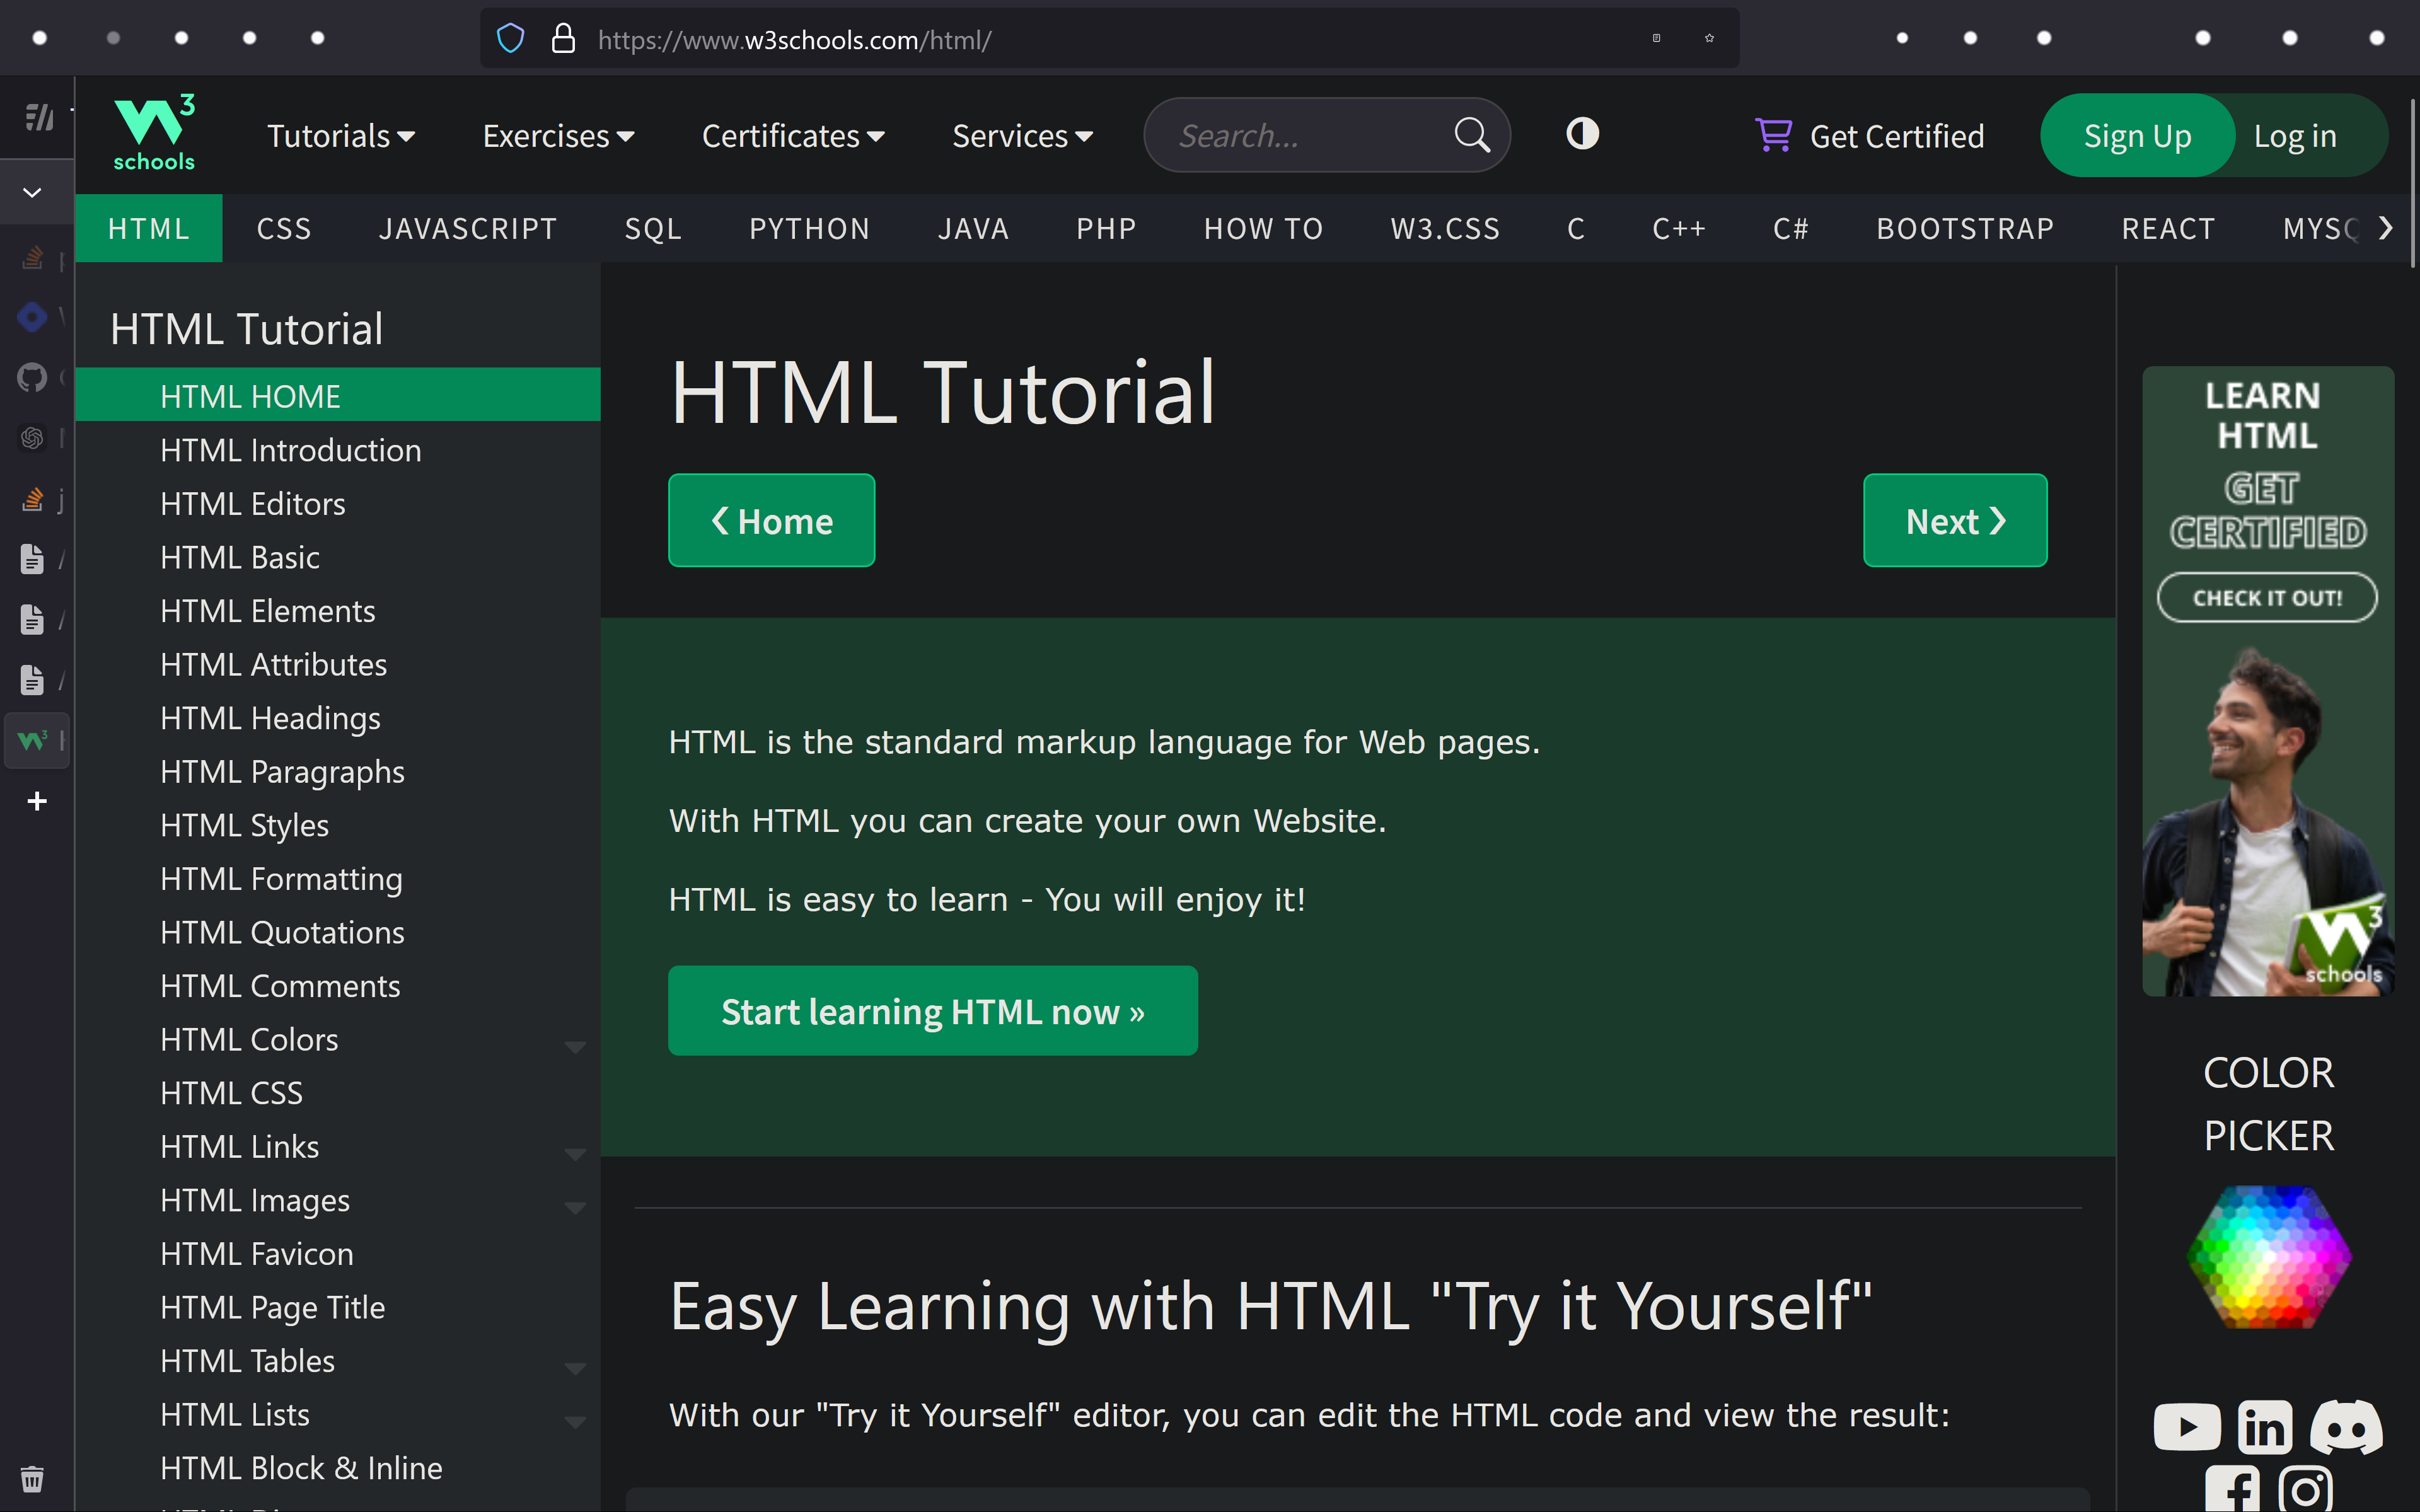 https://www.w3schools.com/html/
3
schools
Tutorials
Exercises
Certificates
Services
Search...
Get Certified
Sign Up
Log in
HTML
CSS
JAVASCRIPT
SQL
PYTHON
JAVA
PHP
HOW TO
W3.CSS
C
C++
C#
BOOTSTRAP
REACT
HTML Tutorial
HTML HOME
HTML Introduction
HTML Editors
HTML Basic
HTML Elements
HTML Attributes
HTML Headings
HTML Paragraphs
HTML Styles
HTML Formatting
HTML Quotations
HTML Comments
HTML Colors
HTML CSS
HTML Links
HTML Images
HTML Favicon
HTML Page Title
HTML Tables
HTML Lists
HTML Block & Inline
HTML Tutorial
❮ Home
Next ❯
HTML is the standard markup language for Web pages.
With HTML you can create your own Website.
HTML is easy to learn - You will enjoy it!
Start learning HTML now »
Easy Learning with HTML "Try it Yourself"
With our "Try it Yourself" editor, you can edit the HTML code and view the result:
LEARN
HTML
GET
CERTIFIED
CHECK IT OUT!
3
schools
COLOR
PICKER